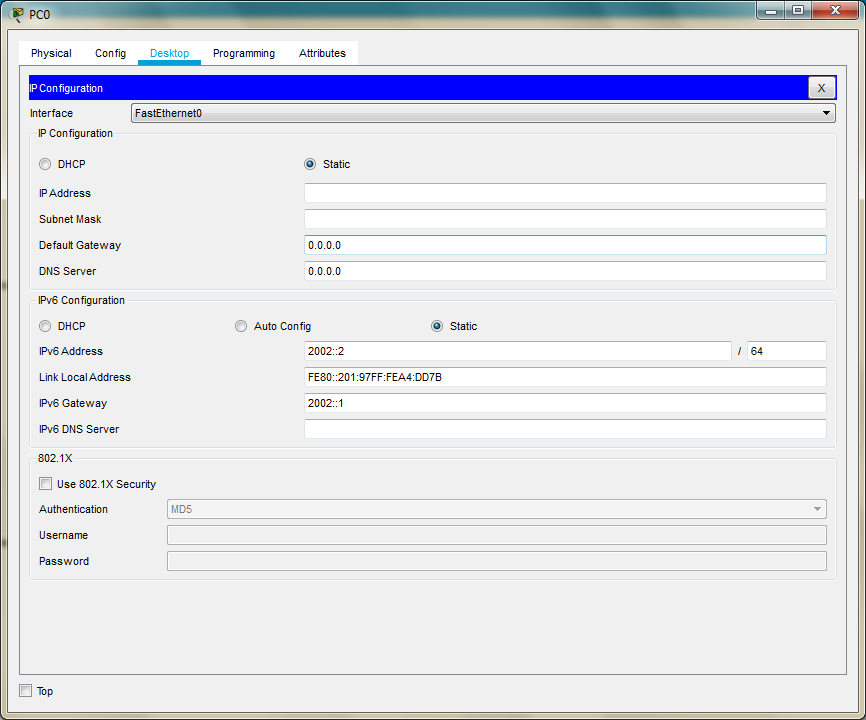 PC0
Physical Config Desktop Programming Attributes
IP Configuration X
Interface FastEthernet0
IP Configuration
DHCP Static
IP Address
Subnet Mask
Default Gateway 0.0.0.0
DNS Server 0.0.0.0
IPv6 Configuration
DHCP Auto Config Static
IPv6 Address 2002::2 / 64
Link Local Address FE80::201:97FF:FEA4:DD7B
IPv6 Gateway 2002::1
IPv6 DNS Server
802.1X
Use 802.1X Security
Authentication MD5
Username
Password
Top